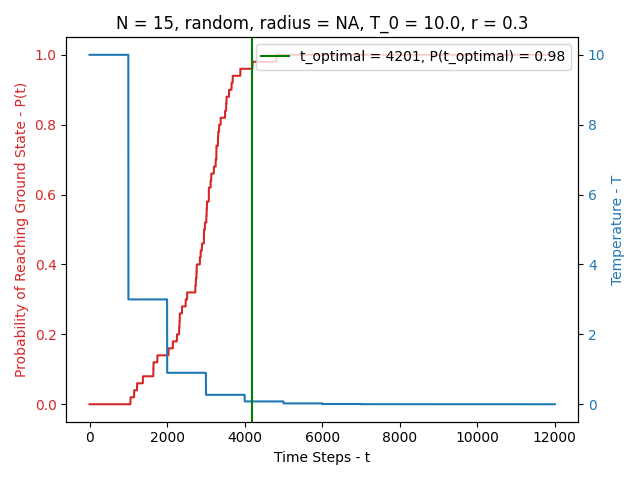 N = 15, random, radius = NA, T_0 = 10.0, r = 0.3
t_optimal = 4201, P(t_optimal) = 0.98
Probability of Reaching Ground State - P(t)
1.0
0.8
0.6
0.4
0.2
0.0
10
8
6
4
2
0
Temperature - T
0 2000 4000 6000 8000 10000 12000
Time Steps - t